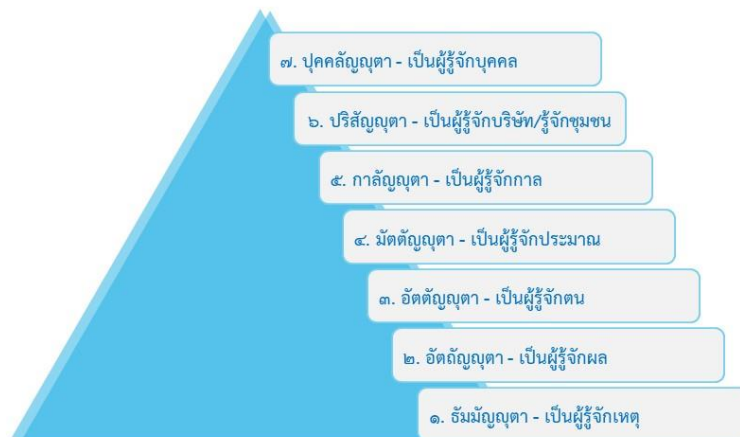 ๗. ปุคคลัญญุตา - เป็นผู้รู้จักบุคคล
๖. ปริสัญญุตา - เป็นผู้รู้จักบริษัท/รู้จักชุมชน
๕. กาลัญญุตา - เป็นผู้รู้จักกาล
๔. มัตตัญญุตา - เป็นผู้รู้จักประมาณ
๓. อัตตัญญุตา - เป็นผู้รู้จักตน
๒. อัตถัญญุตา - เป็นผู้รู้จักผล
๑. ธัมมัญญุตา - เป็นผู้รู้จักเหตุ